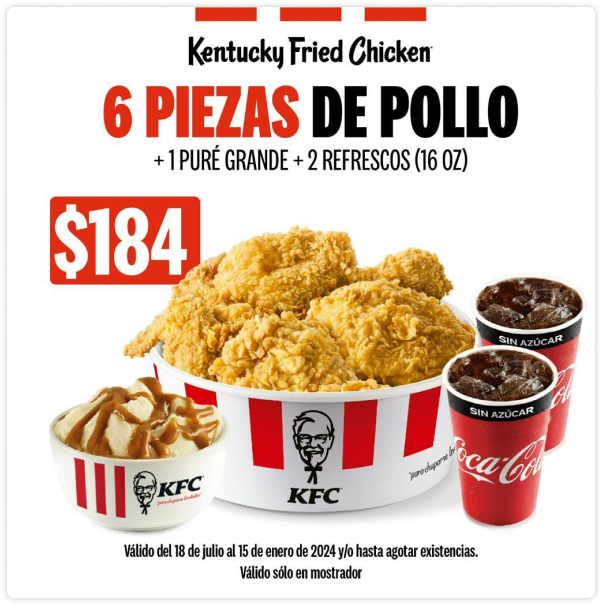 Kentucky Fried Chicken
6 PIEZAS DE POLLO
+ 1 PURÉ GRANDE + 2 REFRESCOS (16 OZ)
$184
SIN AZÚCAR
SIN AZÚCAR
Coca-Cola
KFC
KFC
Válido del 18 de julio al 15 de enero de 2024 y/o hasta agotar existencias.
Válido sólo en mostrador